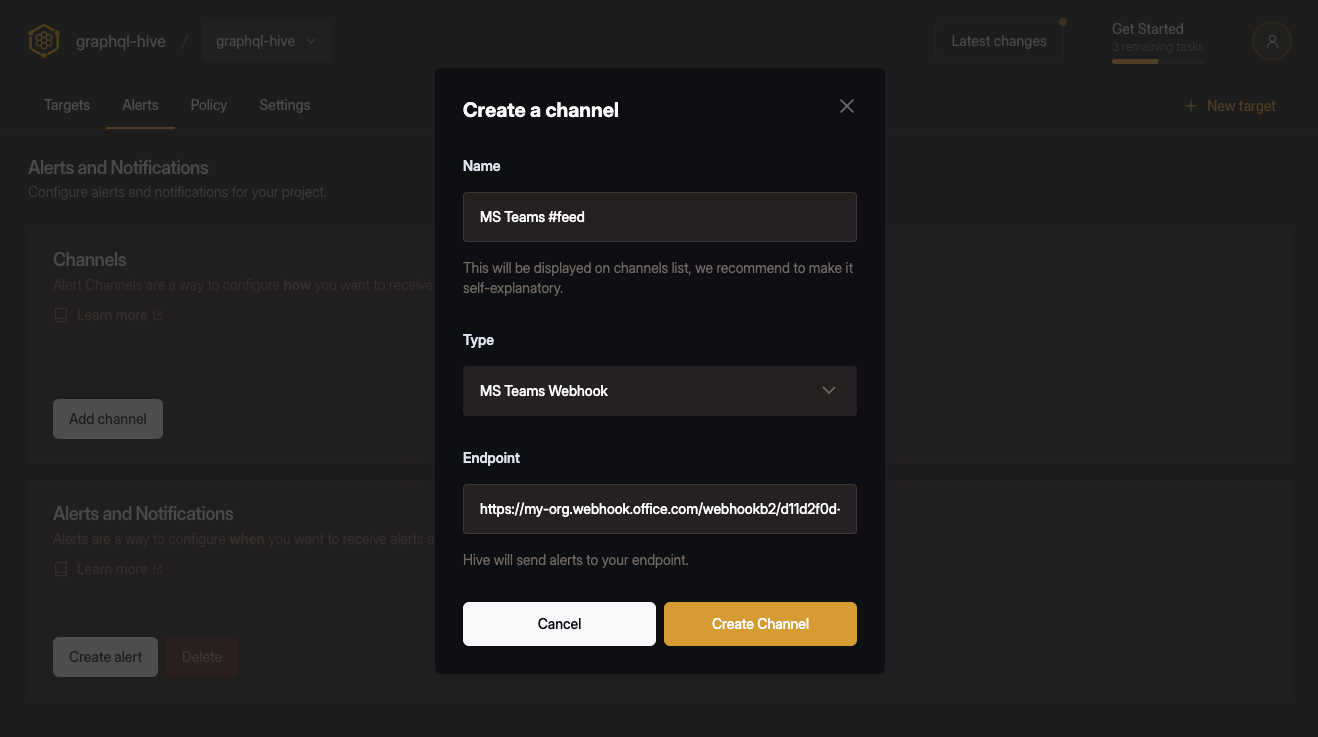 graphql-hive / graphql-hive
Latest changes
Get Started
3 remaining tasks
Targets Alerts Policy Settings
+ New target
Alerts and Notifications
Configure alerts and notifications for your project.
Channels
Alert Channels are a way to configure how you want to receive
Learn more
Add channel
Alerts and Notifications
Alerts are a way to configure when you want to receive alerts a
Learn more
Create alert Delete
Create a channel
Name
MS Teams #feed
This will be displayed on channels list, we recommend to make it
self-explanatory.
Type
MS Teams Webhook
Endpoint
https://my-org.webhook.office.com/webhookb2/d11d2f0d-
Hive will send alerts to your endpoint.
Cancel Create Channel